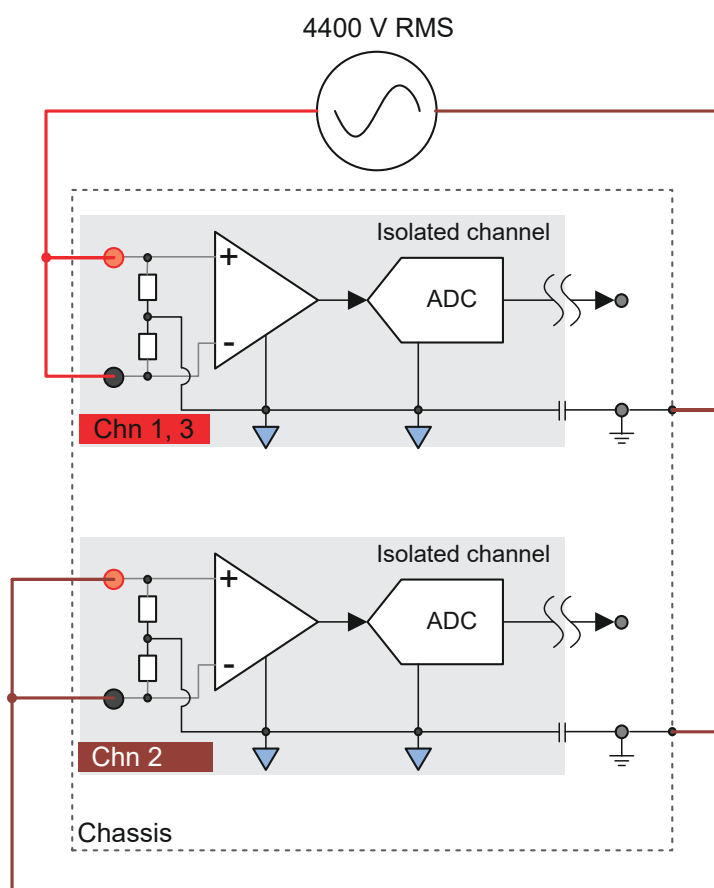 4400 V RMS
Isolated channel
+
ADC
-
Chn 1, 3
Isolated channel
+
ADC
-
Chn 2
Chassis